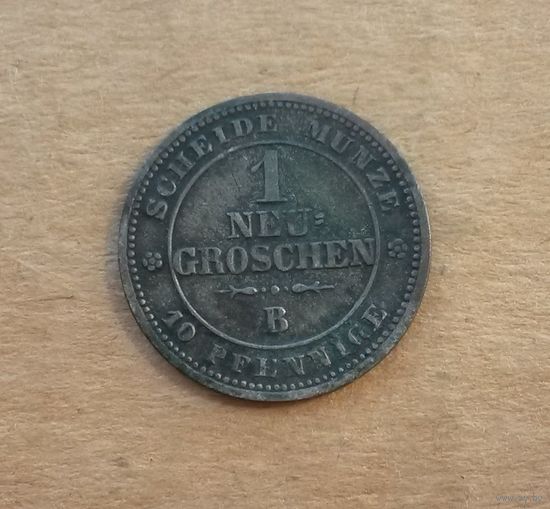 SCHEIDE MUNZE
1
NEU=
GROSCHEN
B
10 PFENNIGE